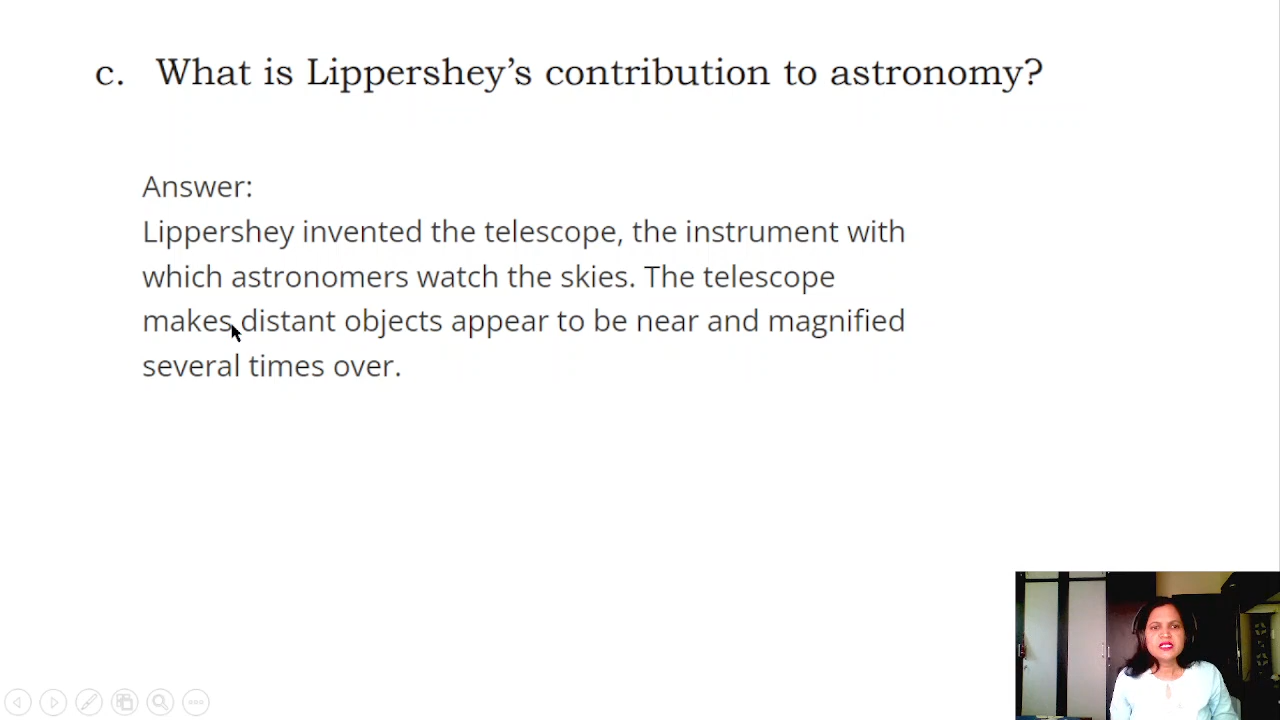 c. What is Lippershey’s contribution to astronomy?
Answer:
Lippershey invented the telescope, the instrument with
which astronomers watch the skies. The telescope
makes distant objects appear to be near and magnified
several times over.